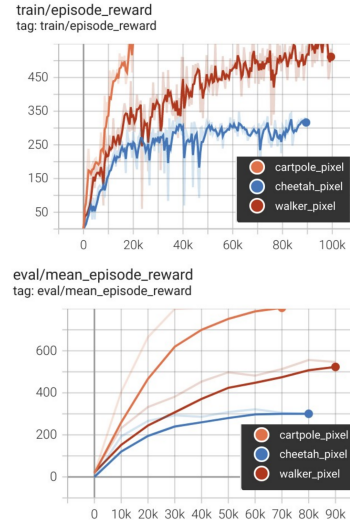 train/episode_reward
tag: train/episode_reward
450
350
250
150
50
cartpole_pixel
cheetah_pixel
walker_pixel
0 20k 40k 60k 80k 100k
eval/mean_episode_reward
tag: eval/mean_episode_reward
600
400
200
0
cartpole_pixel
cheetah_pixel
walker_pixel
0 10k 20k 30k 40k 50k 60k 70k 80k 90k